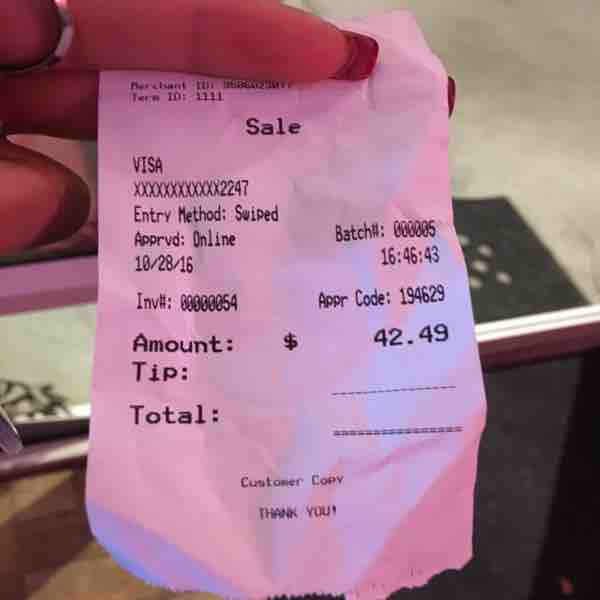 Merchant ID:
Term ID: 1111
Sale
VISA
XXXXXXXXXXXX2247
Entry Method: Swiped
Apprvd: Online Batch#: 000005
10/28/16 16:46:43
Inv#: 00000054 Appr Code: 194629
Amount: $ 42.49
Tip:
Total:
Customer Copy
THANK YOU!